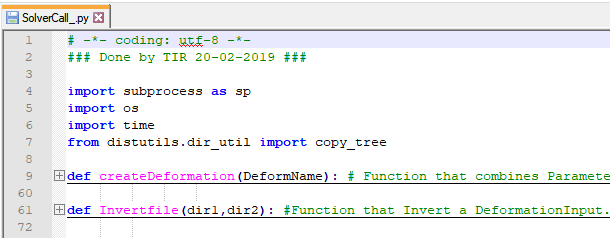 SolverCall_.py
1 # -*- coding: utf-8 -*-
2 ### Done by TIR 20-02-2019 ###
3
4 import subprocess as sp
5 import os
6 import time
7 from distutils.dir_util import copy_tree
8
9 def createDeformation(DeformName): # Function that combines Paramete
60
61 def Invertfile(dir1,dir2): #Function that Invert a DeformationInput.
72